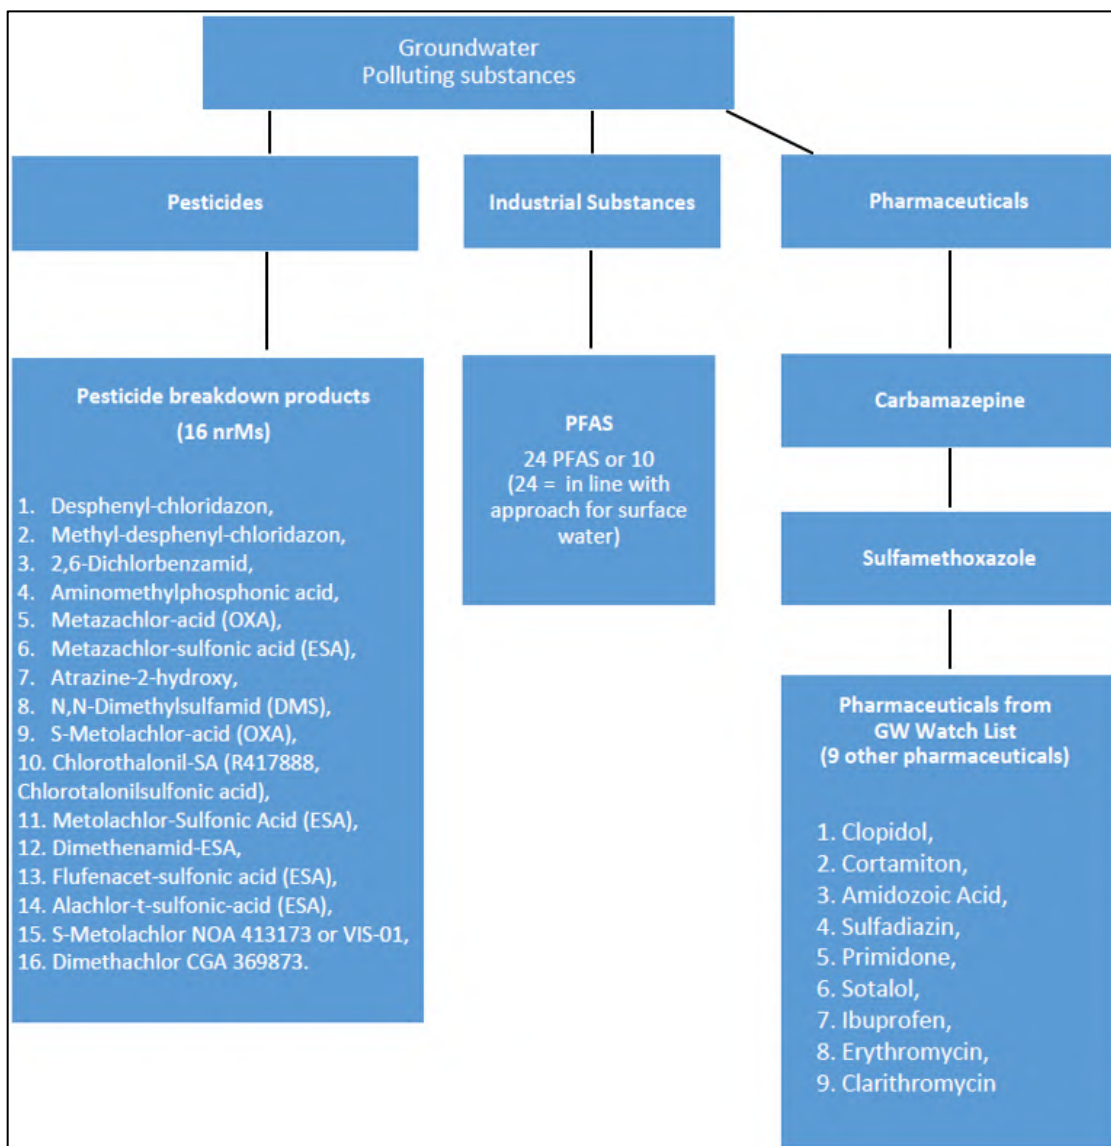 Groundwater
Polluting substances
Pesticides
Industrial Substances
Pharmaceuticals
Pesticide breakdown products
(16 nrMs)
1. Desphenyl-chloridazon,
2. Methyl-desphenyl-chloridazon,
3. 2,6-Dichlorbenzamid,
4. Aminomethylphosphonic acid,
5. Metazachlor-acid (OXA),
6. Metazachlor-sulfonic acid (ESA),
7. Atrazine-2-hydroxy,
8. N,N-Dimethylsulfamid (DMS),
9. S-Metolachlor-acid (OXA),
10. Chlorothalonil-SA (R417888,
Chlorotalonilsulfonic acid),
11. Metolachlor-Sulfonic Acid (ESA),
12. Dimethenamid-ESA,
13. Flufenacet-sulfonic acid (ESA),
14. Alachlor-t-sulfonic-acid (ESA),
15. S-Metolachlor NOA 413173 or VIS-01,
16. Dimethachlor CGA 369873.
PFAS
24 PFAS or 10
(24 = in line with
approach for surface
water)
Carbamazepine
Sulfamethoxazole
Pharmaceuticals from
GW Watch List
(9 other pharmaceuticals)
1. Clopidol,
2. Cortamiton,
3. Amidozoic Acid,
4. Sulfadiazin,
5. Primidone,
6. Sotalol,
7. Ibuprofen,
8. Erythromycin,
9. Clarithromycin